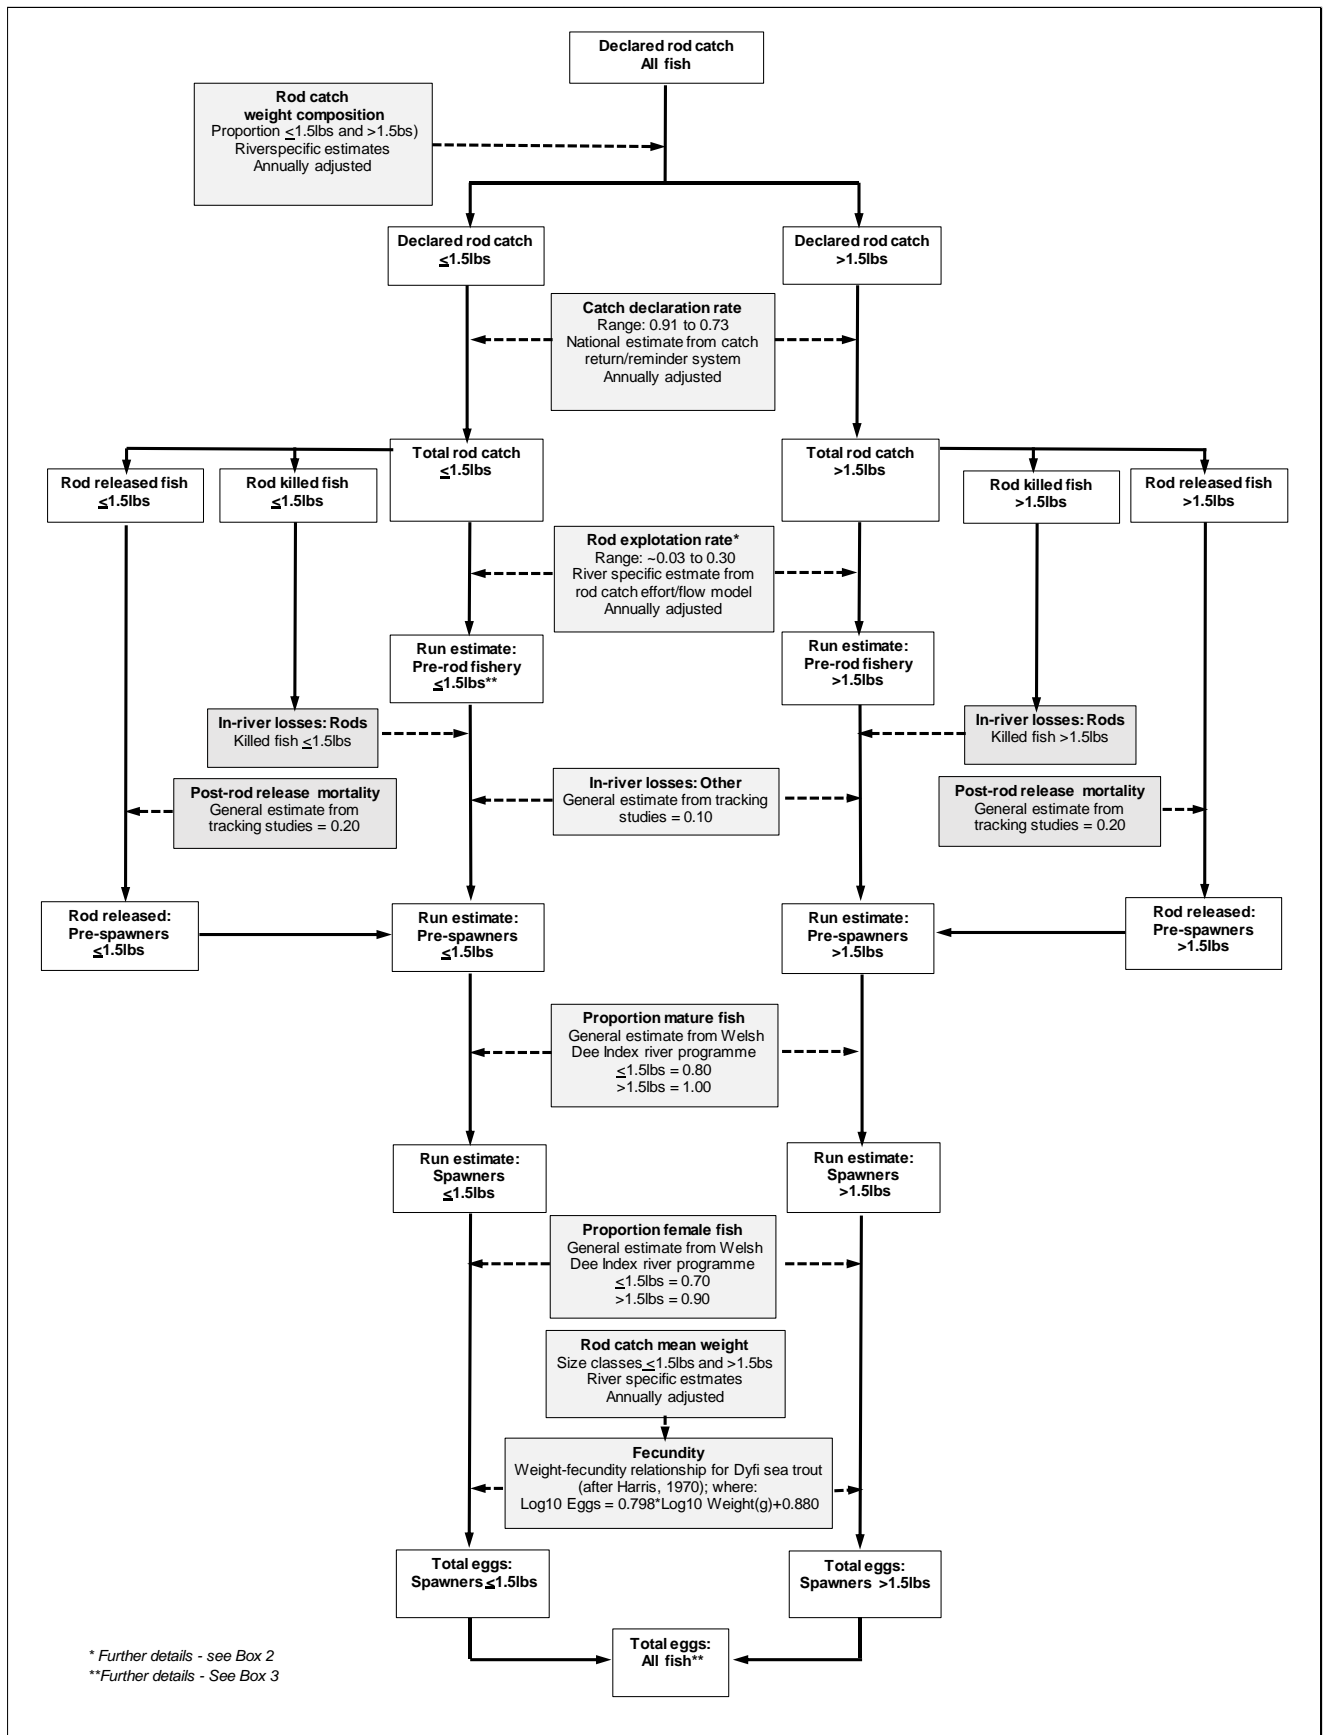 Declared rod catch
All fish
Rod catch
weight composition
Proportion ≤1.5lbs and >1.5bs)
Riverspecific estimates
Annually adjusted
Declared rod catch
≤1.5lbs
Declared rod catch
>1.5lbs
Catch declaration rate
Range: 0.91 to 0.73
National estimate from catch
return/reminder system
Annually adjusted
Total rod catch
≤1.5lbs
Total rod catch
>1.5lbs
Rod released fish
≤1.5lbs
Rod killed fish
≤1.5lbs
Rod killed fish
>1.5lbs
Rod released fish
>1.5lbs
Rod explotation rate*
Range: ~0.03 to 0.30
River specific estmate from
rod catch effort/flow model
Annually adjusted
Run estimate:
Pre-rod fishery
≤1.5lbs**
Run estimate:
Pre-rod fishery
>1.5lbs
In-river losses: Rods
Killed fish ≤1.5lbs
In-river losses: Rods
Killed fish >1.5lbs
Post-rod release mortality
General estimate from
tracking studies = 0.20
In-river losses: Other
General estimate from tracking
studies = 0.10
Post-rod release mortality
General estimate from
tracking studies = 0.20
Rod released:
Pre-spawners
≤1.5lbs
Run estimate:
Pre-spawners
≤1.5lbs
Run estimate:
Pre-spawners
>1.5lbs
Rod released:
Pre-spawners
>1.5lbs
Proportion mature fish
General estimate from Welsh
Dee Index river programme
≤1.5lbs = 0.80
>1.5lbs = 1.00
Run estimate:
Spawners
≤1.5lbs
Run estimate:
Spawners
>1.5lbs
Proportion female fish
General estimate from Welsh
Dee Index river programme
≤1.5lbs = 0.70
>1.5lbs = 0.90
Rod catch mean weight
Size classes ≤1.5lbs and >1.5bs
River specific estmates
Annually adjusted
Fecundity
Weight-fecundity relationship for Dyfi sea trout
(after Harris, 1970); where:
Log10 Eggs = 0.798*Log10 Weight(g)+0.880
Total eggs:
Spawners ≤1.5lbs
Total eggs:
Spawners >1.5lbs
Total eggs:
All fish**
* Further details - see Box 2
**Further details - See Box 3